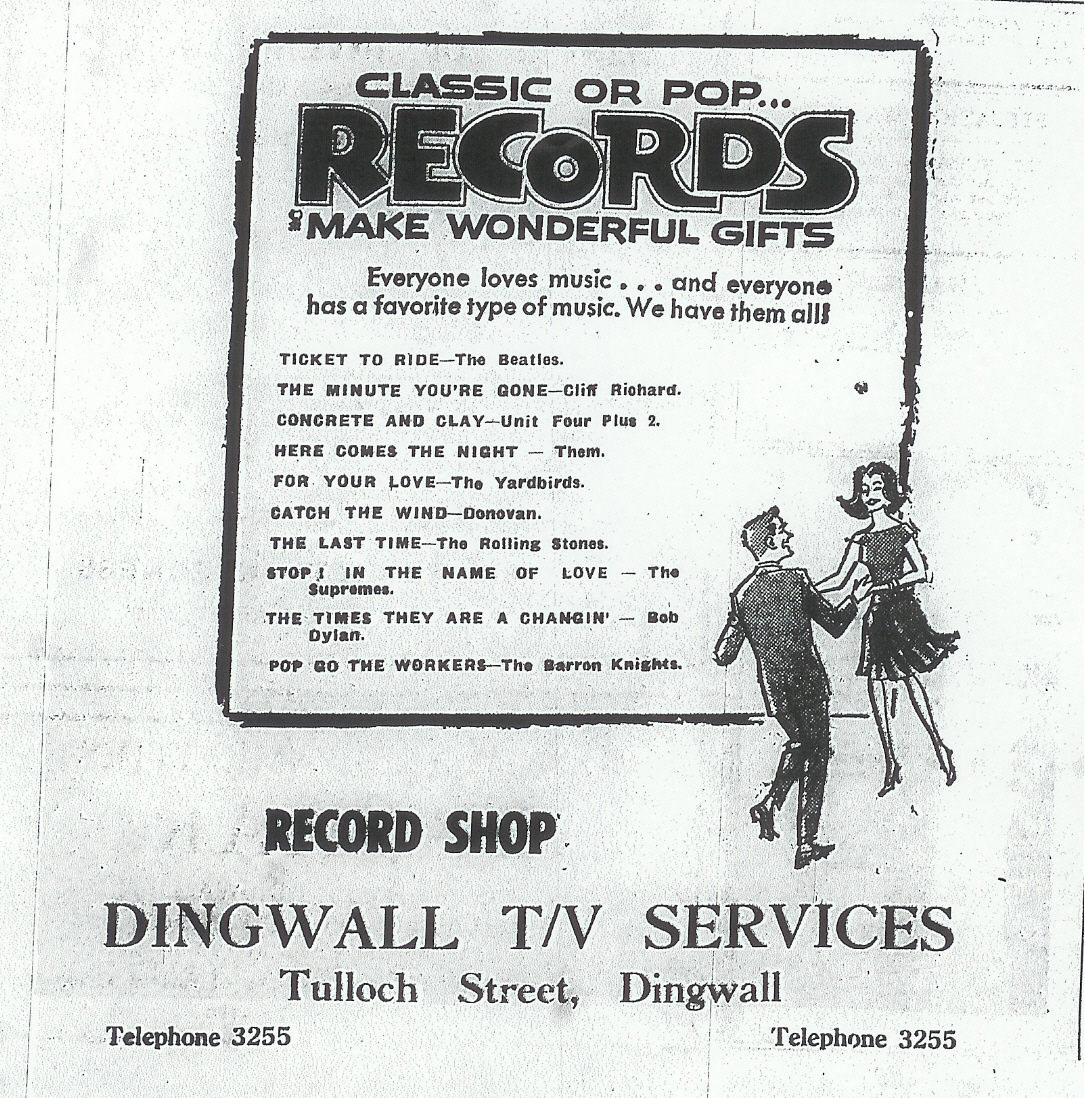 CLASSIC OR POP...
RECORDS
MAKE WONDERFUL GIFTS
Everyone loves music . . . and everyone
has a favorite type of music. We have them all!
TICKET TO RIDE—The Beatles.
THE MINUTE YOU'RE GONE—Cliff Richard.
CONCRETE AND CLAY—Unit Four Plus 2.
HERE COMES THE NIGHT — Them.
FOR YOUR LOVE—The Yardbirds.
CATCH THE WIND—Donovan.
THE LAST TIME—The Rolling Stones.
STOP! IN THE NAME OF LOVE — The
Supremes.
THE TIMES THEY ARE A CHANGIN' — Bob
Dylan.
POP GO THE WORKERS—The Barron Knights.
RECORD SHOP
DINGWALL T/V SERVICES
Tulloch Street, Dingwall
Telephone 3255
Telephone 3255